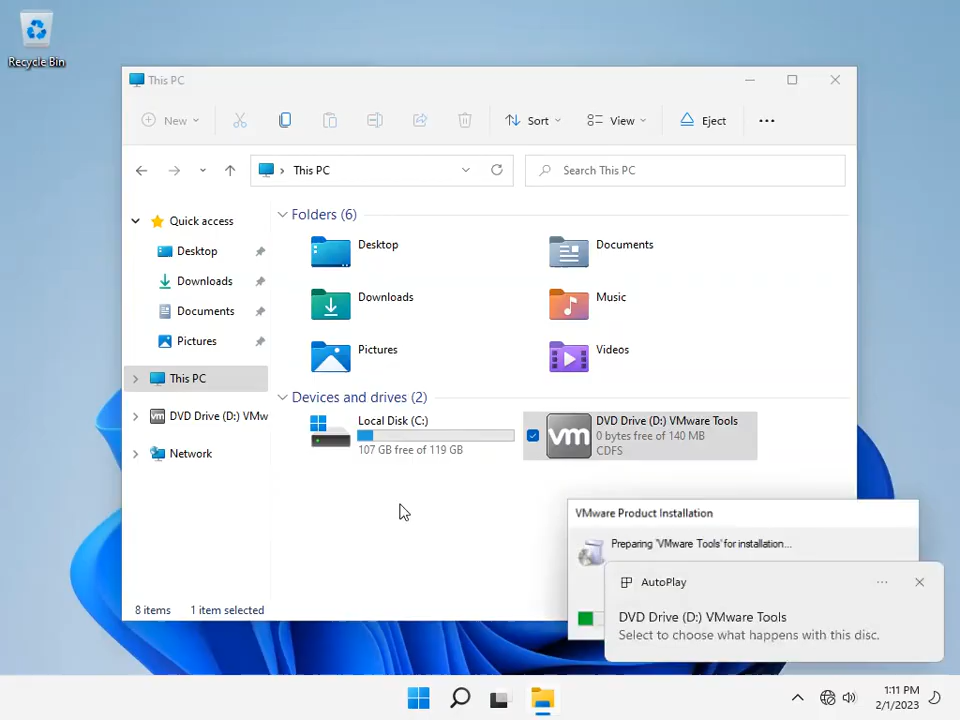 Recycle Bin
This PC
New
Sort
View
Eject
This PC
Search This PC
Quick access
Desktop
Downloads
Documents
Pictures
This PC
DVD Drive (D:) VMw
Network
Folders (6)
Desktop
Documents
Downloads
Music
Pictures
Videos
Devices and drives (2)
Local Disk (C:)
107 GB free of 119 GB
vm
DVD Drive (D:) VMware Tools
0 bytes free of 140 MB
CDFS
8 items
1 item selected
VMware Product Installation
Preparing 'VMware Tools' for installation...
AutoPlay
DVD Drive (D:) VMware Tools
Select to choose what happens with this disc.
1:11 PM
2/1/2023